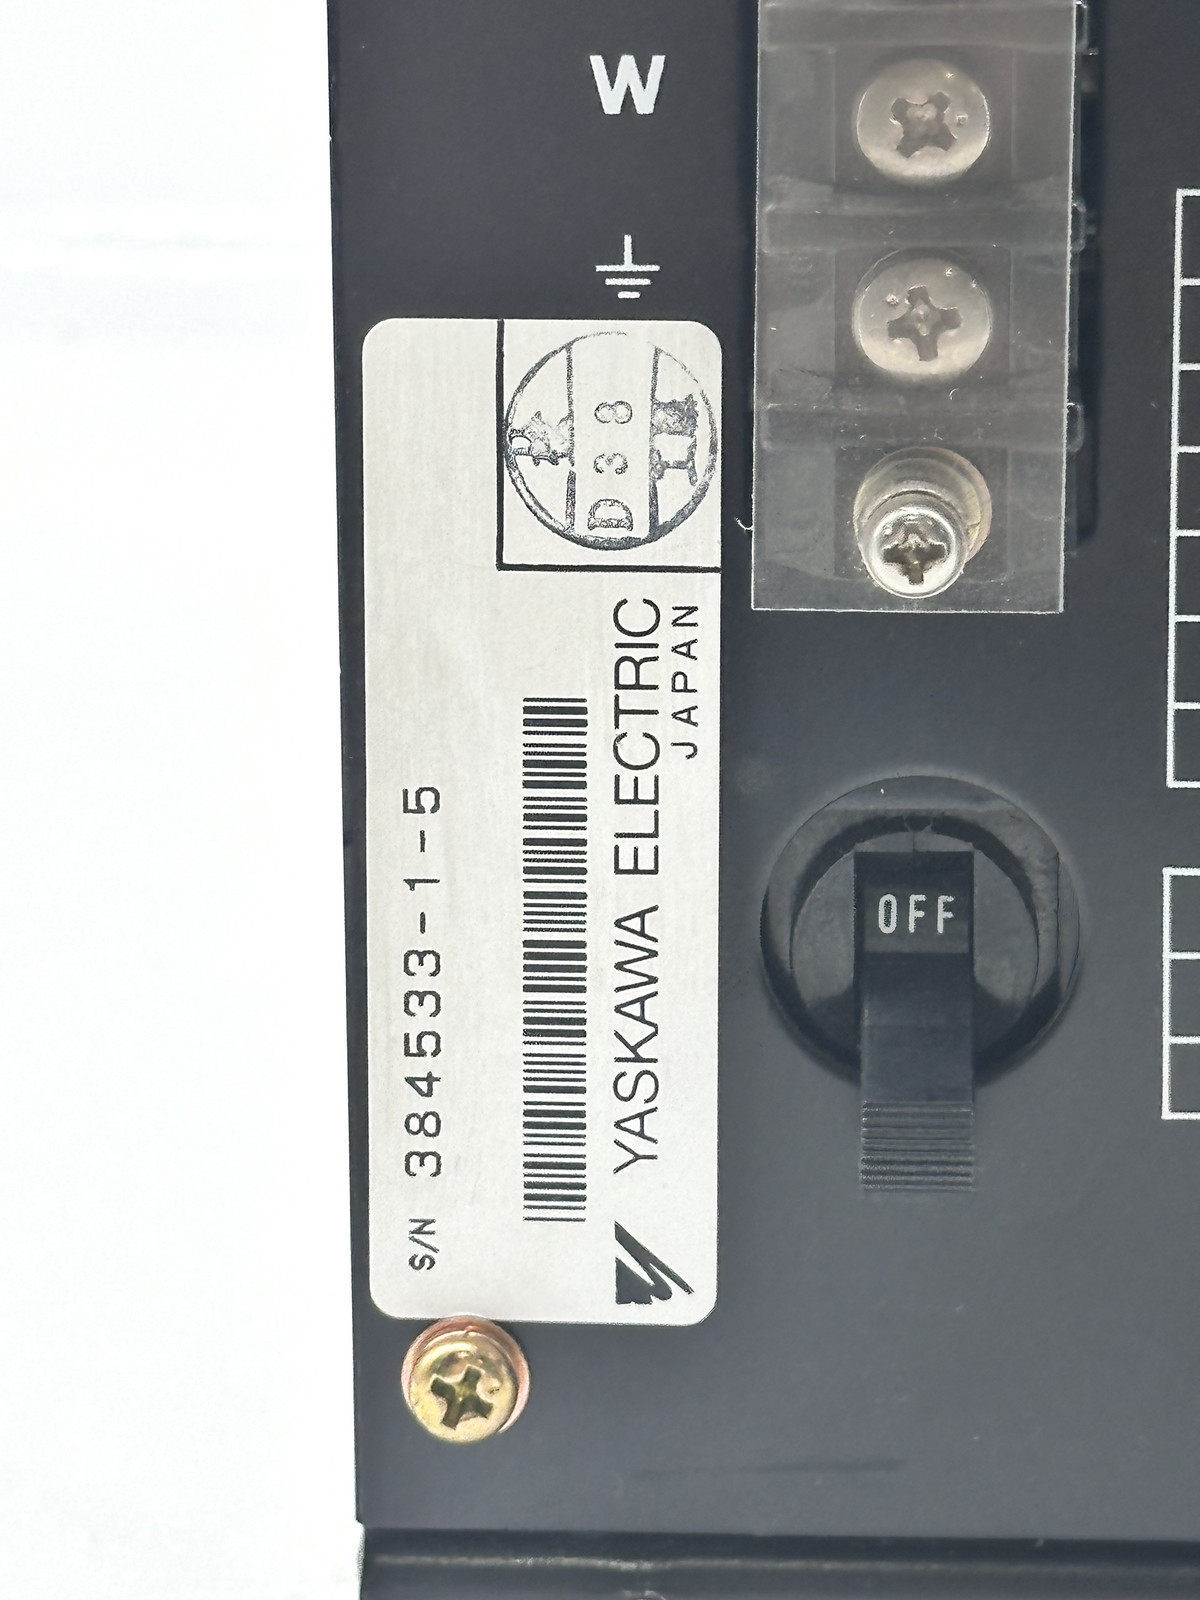 W
D38
S/N 384533-1-5
YASKAWA ELECTRIC
JAPAN
OFF